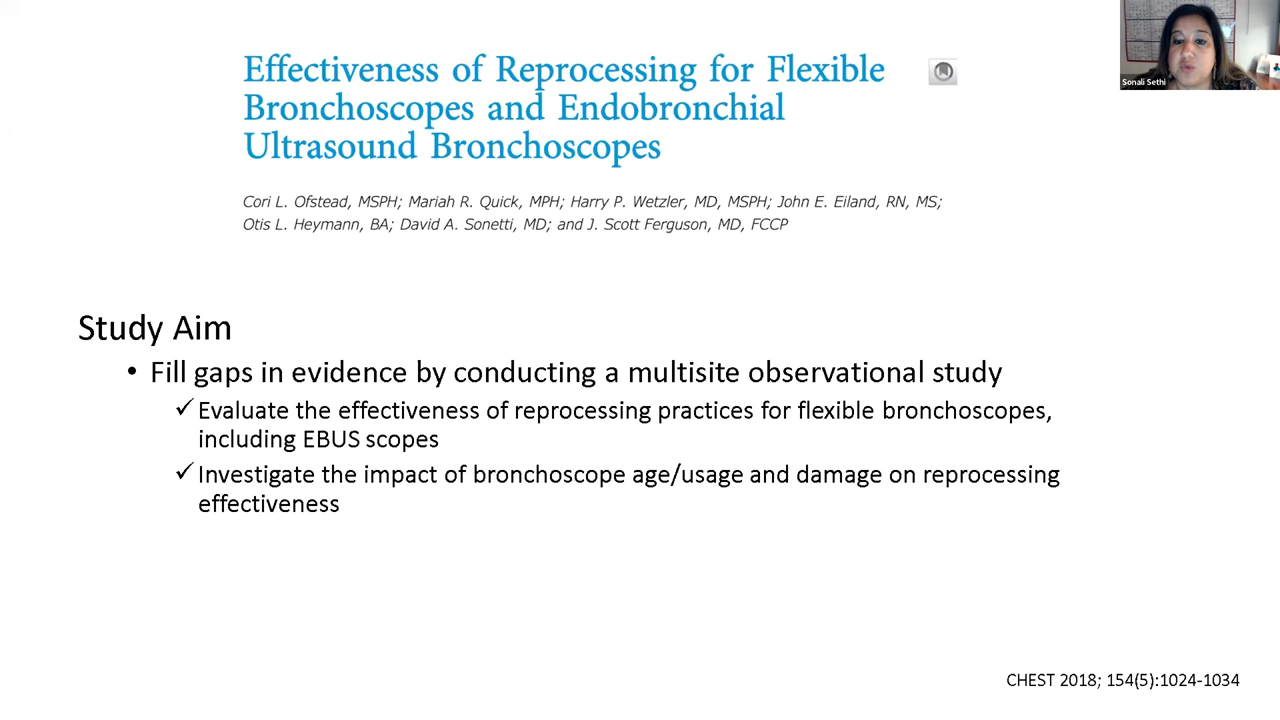 Effectiveness of Reprocessing for Flexible
Bronchoscopes and Endobronchial
Ultrasound Bronchoscopes
Cori L. Ofstead, MSPH; Mariah R. Quick, MPH; Harry P. Wetzler, MD, MSPH; John E. Eiland, RN, MS;
Otis L. Heymann, BA; David A. Sonetti, MD; and J. Scott Ferguson, MD, FCCP
Sonali Sethi
Study Aim
• Fill gaps in evidence by conducting a multisite observational study
✓ Evaluate the effectiveness of reprocessing practices for flexible bronchoscopes,
including EBUS scopes
✓ Investigate the impact of bronchoscope age/usage and damage on reprocessing
effectiveness
CHEST 2018; 154(5):1024-1034